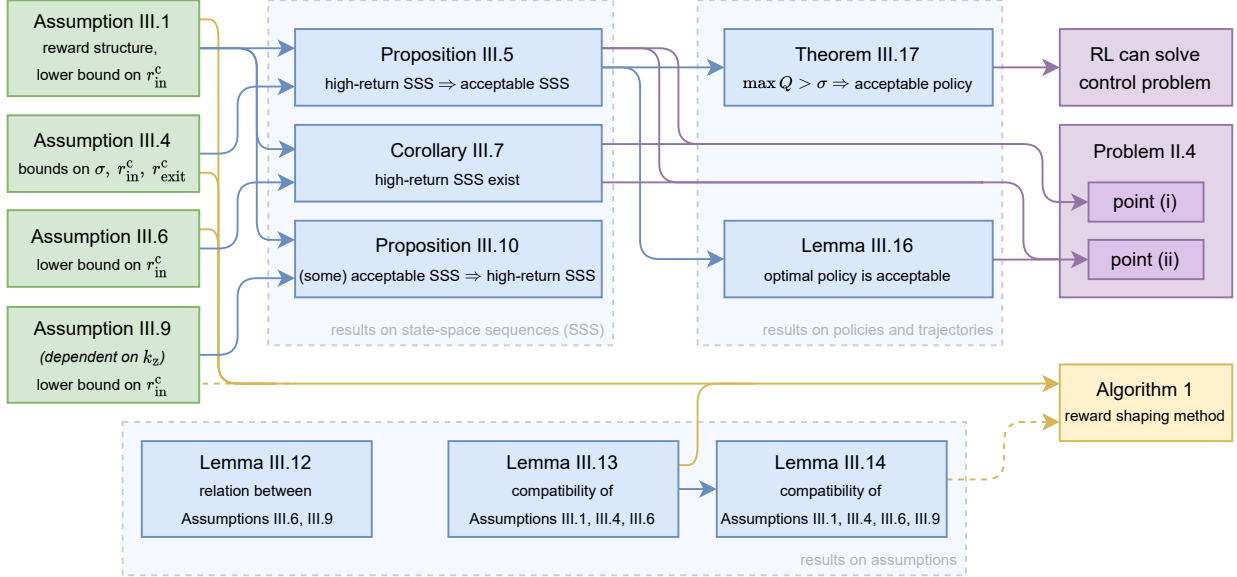 Assumption III.1
reward structure,
lower bound on r_in^c
Assumption III.4
bounds on σ, r_in^c, r_exit^c
Assumption III.6
lower bound on r_in^c
Assumption III.9
(dependent on k_z)
lower bound on r_in^c
Proposition III.5
high-return SSS ⇒ acceptable SSS
Corollary III.7
high-return SSS exist
Proposition III.10
(some) acceptable SSS ⇒ high-return SSS
results on state-space sequences (SSS)
Theorem III.17
max Q > σ ⇒ acceptable policy
Lemma III.16
optimal policy is acceptable
results on policies and trajectories
RL can solve
control problem
Problem II.4
point (i)
point (ii)
Algorithm 1
reward shaping method
Lemma III.12
relation between
Assumptions III.6, III.9
Lemma III.13
compatibility of
Assumptions III.1, III.4, III.6
Lemma III.14
compatibility of
Assumptions III.1, III.4, III.6, III.9
results on assumptions